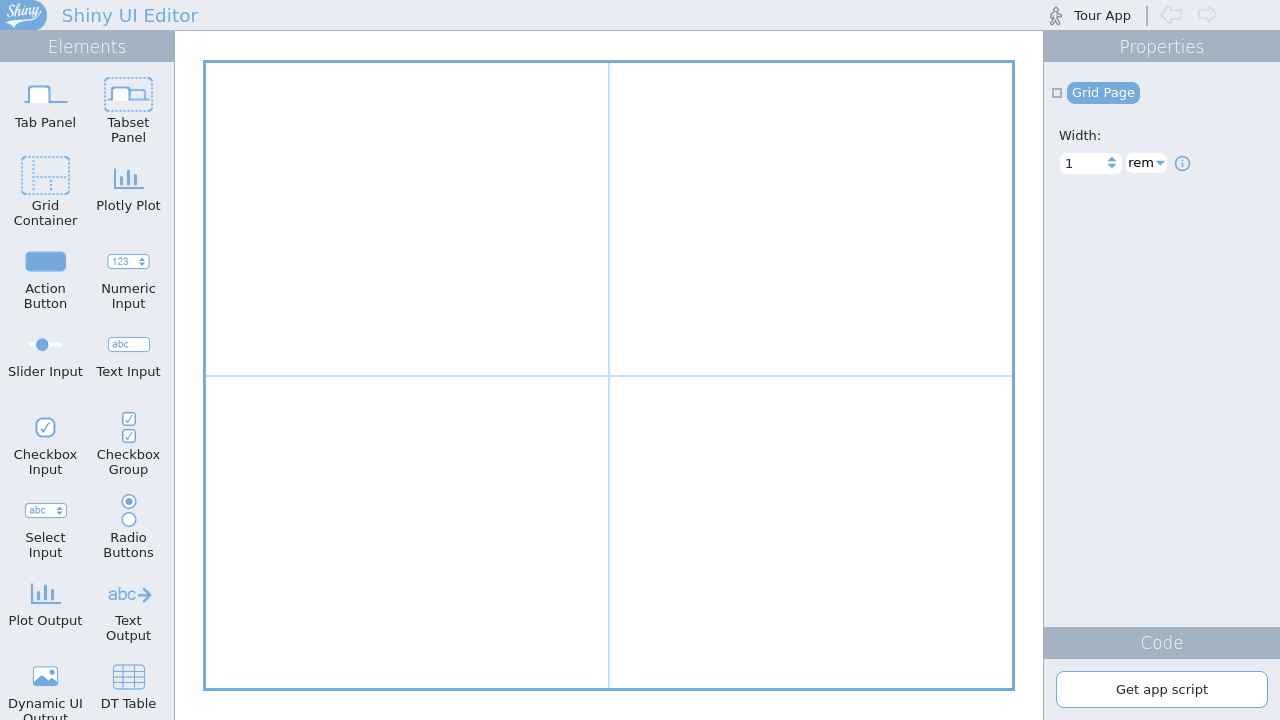 Shiny
Shiny UI Editor
Tour App
Elements
Properties
Tab Panel
Tabset
Panel
Grid
Container
Plotly Plot
Action
Button
123
Numeric
Input
Slider Input
abc
Text Input
Checkbox
Input
Checkbox
Group
abc
Select
Input
Radio
Buttons
Plot Output
abc
Text
Output
Dynamic UI
Output
DT Table
Grid Page
Width:
1
rem
Code
Get app script